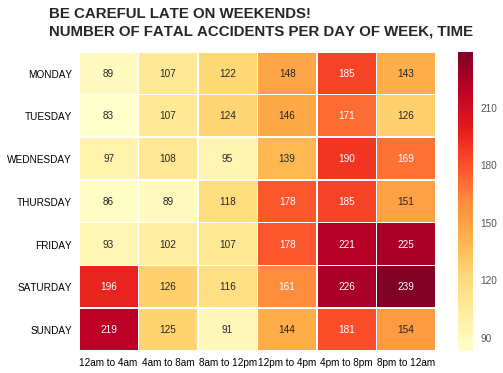 BE CAREFUL LATE ON WEEKENDS!
NUMBER OF FATAL ACCIDENTS PER DAY OF WEEK, TIME
MONDAY 89 107 122 148 185 143
TUESDAY 83 107 124 146 171 126
WEDNESDAY 97 108 95 139 190 169
THURSDAY 86 89 118 178 185 151
FRIDAY 93 102 107 178 221 225
SATURDAY 196 126 116 161 226 239
SUNDAY 219 125 91 144 181 154
12am to 4am 4am to 8am 8am to 12pm 12pm to 4pm 4pm to 8pm 8pm to 12am
210
180
150
120
90